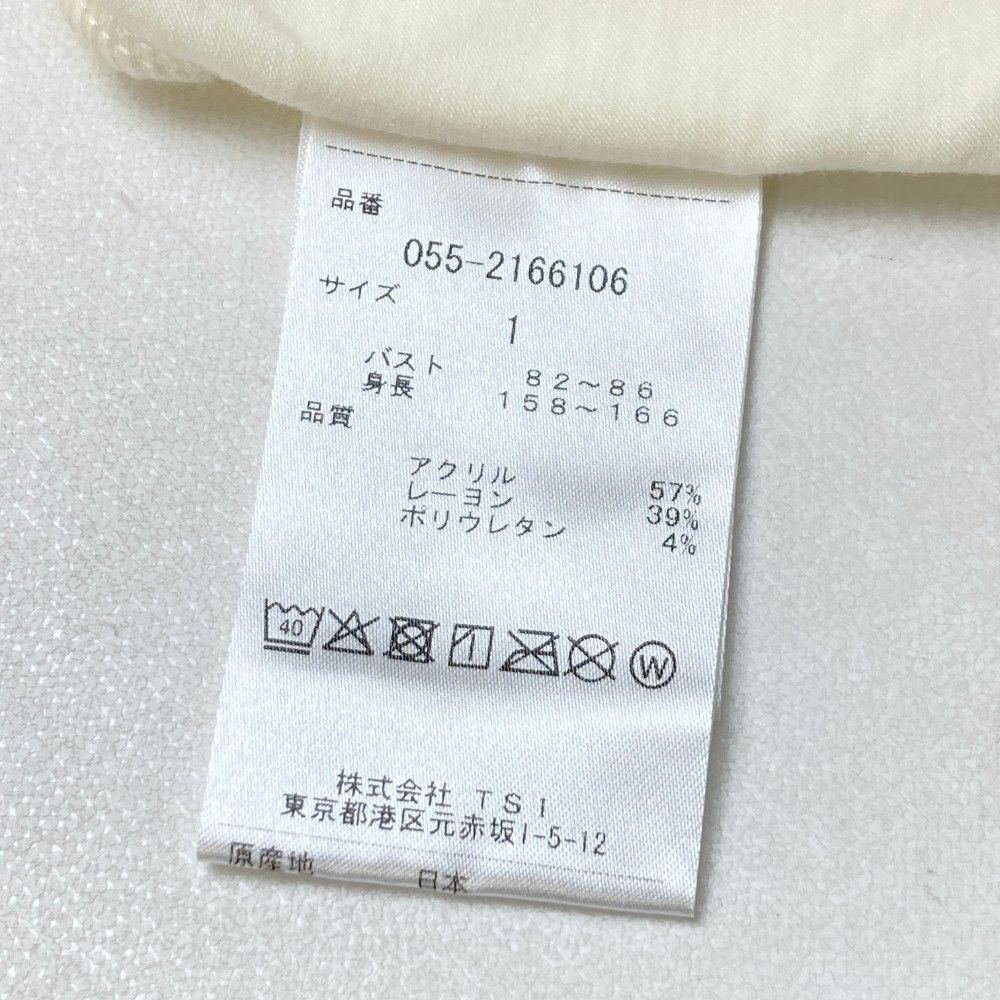 品番
055-2166106
サイズ
1
バスト 82～86
身長 158～166
品質
アクリル 57%
レーヨン 39%
ポリウレタン 4%
40
W
株式会社 TSI
東京都港区元赤坂1-5-12
原産地 日本